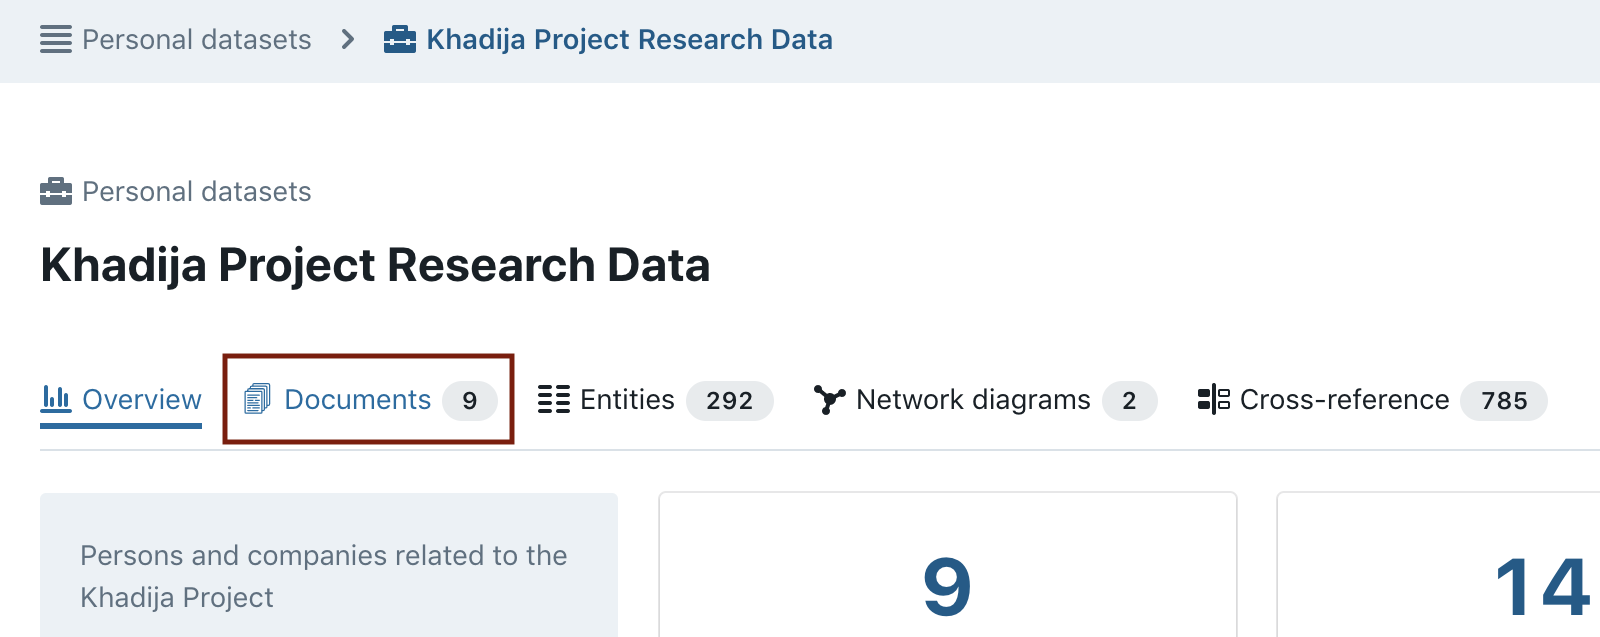 Personal datasets > Khadija Project Research Data
Personal datasets
Khadija Project Research Data
Overview Documents 9 Entities 292 Network diagrams 2 Cross-reference 785
Persons and companies related to the
Khadija Project
9
14